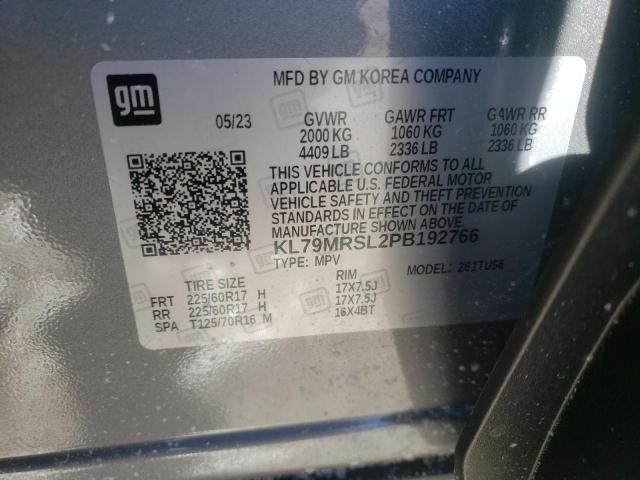 gm
MFD BY GM KOREA COMPANY
05/23 GVWR GAWR FRT GAWR RR
2000 KG 1060 KG 1060 KG
4409 LB 2336 LB 2336 LB
THIS VEHICLE CONFORMS TO ALL
APPLICABLE U.S. FEDERAL MOTOR
VEHICLE SAFETY AND THEFT PREVENTION
STANDARDS IN EFFECT ON THE DATE OF
MANUFACTURE SHOWN ABOVE.
KL79MRSL2PB192766
TYPE: MPV MODEL: Z61TU56
TIRE SIZE RIM
FRT 225/60R17 H 17X7.5J
RR 225/60R17 H 17X7.5J
SPA T125/70R16 M 16X4BT